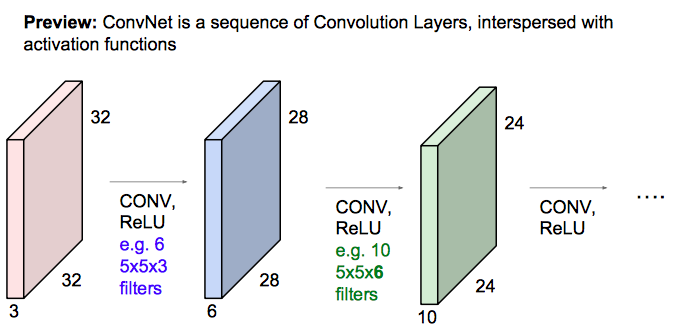 Preview: ConvNet is a sequence of Convolution Layers, interspersed with
activation functions
32
32
3
CONV,
ReLU
e.g. 6
5x5x3
filters
28
28
6
CONV,
ReLU
e.g. 10
5x5x6
filters
24
24
10
CONV,
ReLU
....